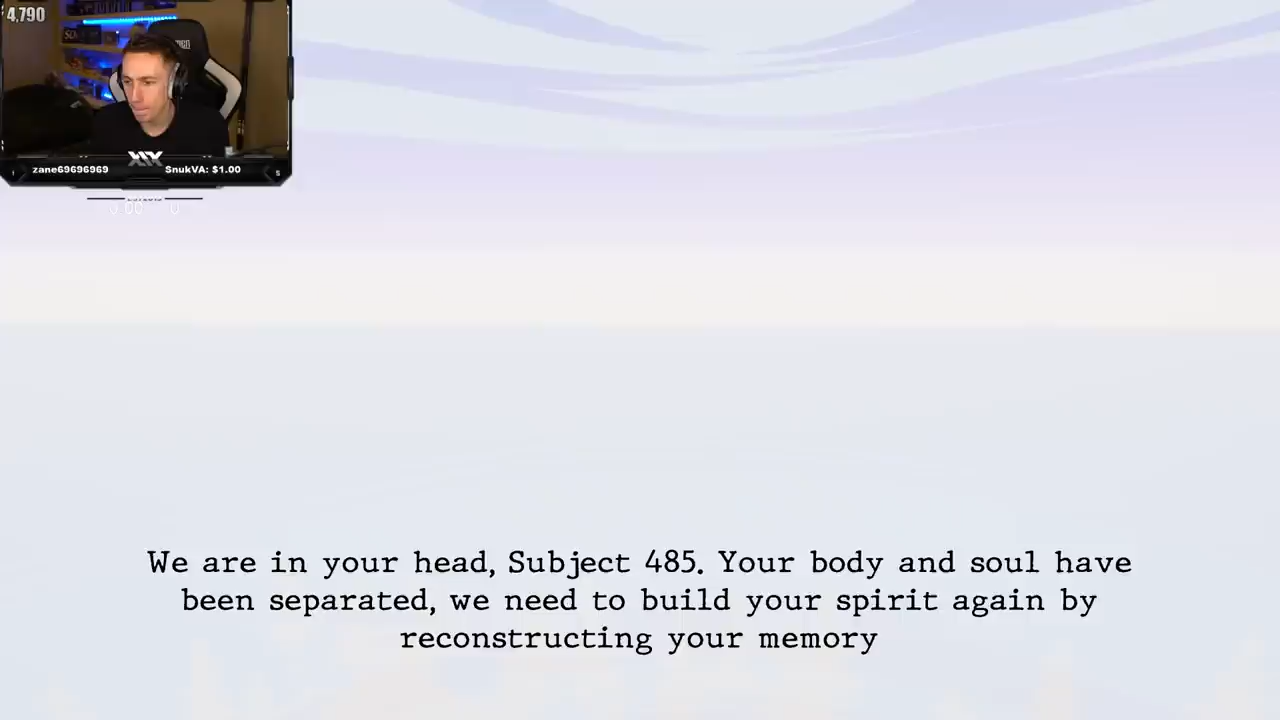 4,790
XIX
zane69696969 SnukVA: $1.00
We are in your head, Subject 485. Your body and soul have
been separated, we need to build your spirit again by
reconstructing your memory